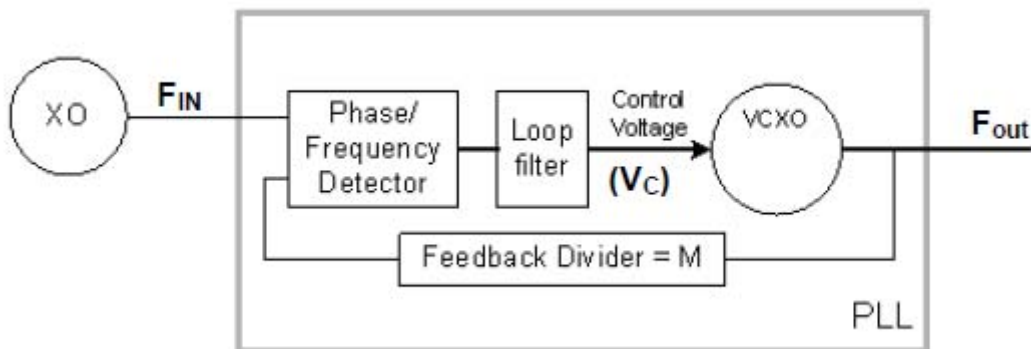 XO
FIN
Phase/
Frequency
Detector
Loop
filter
Control
Voltage
(VC)
VCXO
Fout
Feedback Divider = M
PLL